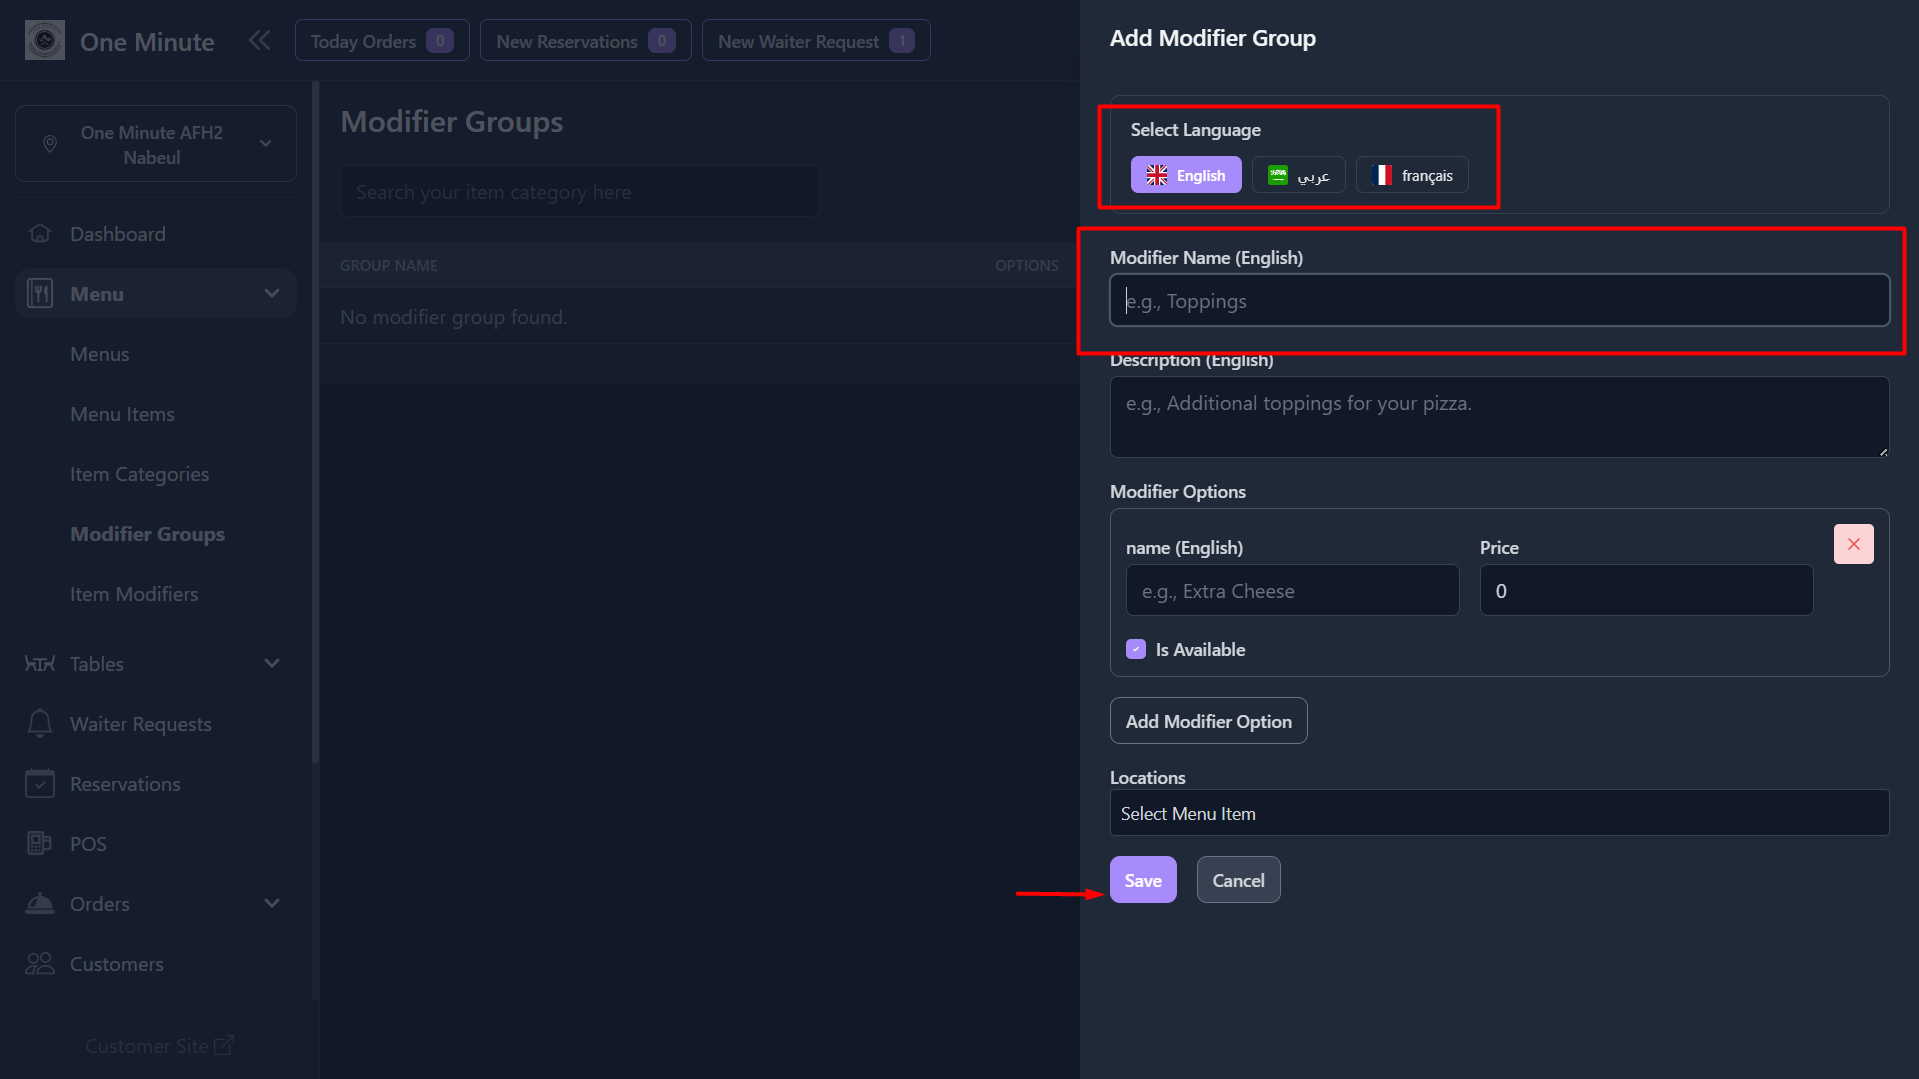 One Minute
Today Orders 0
New Reservations 0
New Waiter Request 1
One Minute AFH2
Nabeul
Dashboard
Menu
Menus
Menu Items
Item Categories
Modifier Groups
Item Modifiers
Tables
Waiter Requests
Reservations
POS
Orders
Customers
Customer Site
Modifier Groups
Search your item category here
GROUP NAME OPTIONS
No modifier group found.
Add Modifier Group
Select Language
English عربي français
Modifier Name (English)
e.g., Toppings
Description (English)
e.g., Additional toppings for your pizza.
Modifier Options
name (English) Price
e.g., Extra Cheese 0
Is Available
Add Modifier Option
Locations
Select Menu Item
Save Cancel